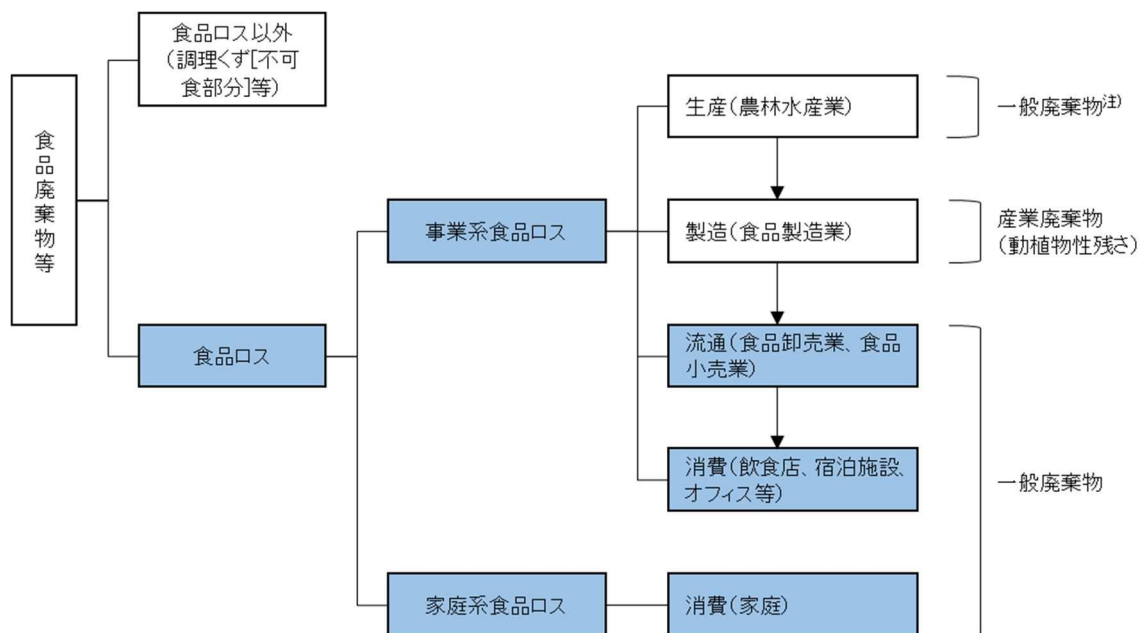 食品廃棄物等
食品ロス以外
(調理くず[不可
食部分]等)
食品ロス
事業系食品ロス
家庭系食品ロス
生産(農林水産業)
製造(食品製造業)
流通(食品卸売業、食品
小売業)
消費(飲食店、宿泊施設、
オフィス等)
消費(家庭)
一般廃棄物注)
産業廃棄物
(動植物性残さ)
一般廃棄物